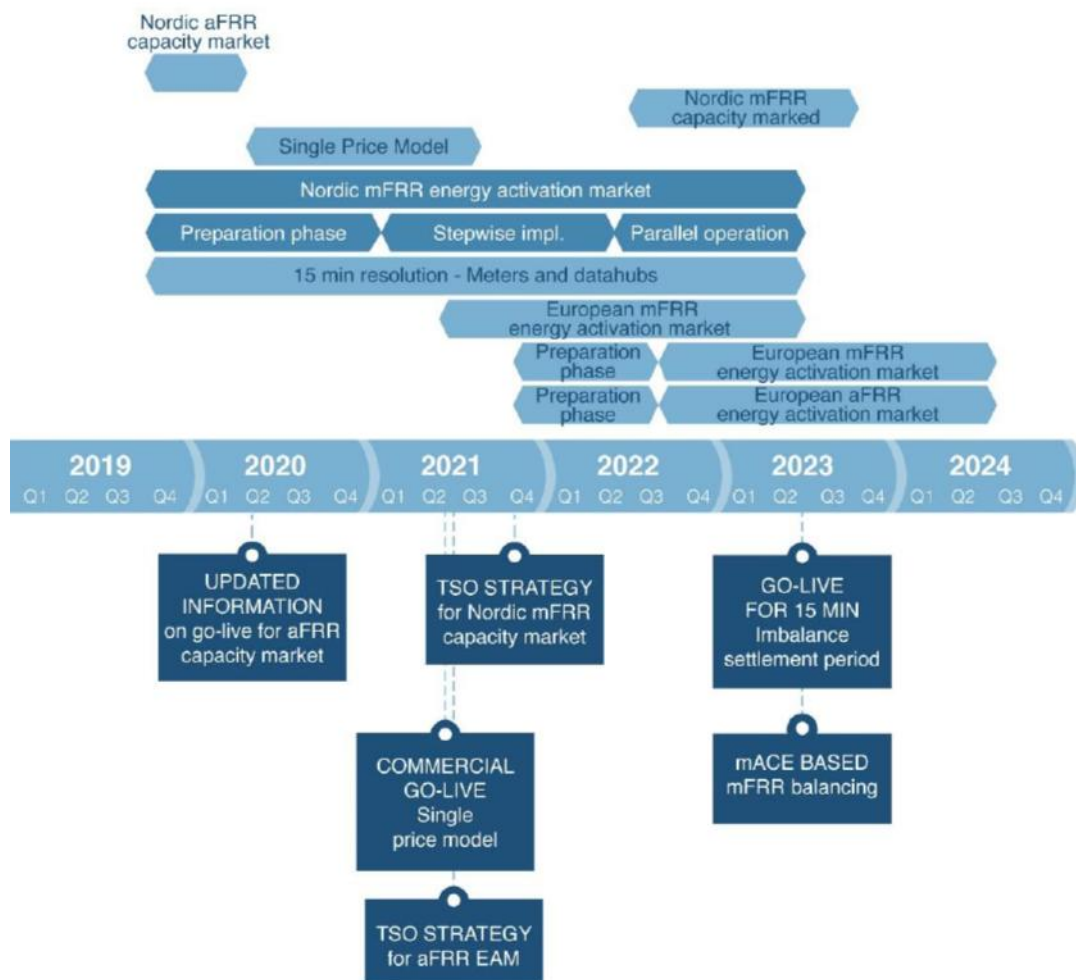 Nordic aFRR
capacity market
Nordic mFRR
capacity marked
Single Price Model
Nordic mFRR energy activation market
Preparation phase
Stepwise impl.
Parallel operation
15 min resolution - Meters and datahubs
European mFRR
energy activation market
Preparation
phase
European mFRR
energy activation market
Preparation
phase
European aFRR
energy activation market
2019
2020
2021
2022
2023
2024
Q1 Q2 Q3 Q4
Q1 Q2 Q3 Q4
Q1 Q2 Q3 Q4
Q1 Q2 Q3 Q4
Q1 Q2 Q3 Q4
Q1 Q2 Q3 Q4
UPDATED
INFORMATION
on go-live for aFRR
capacity market
TSO STRATEGY
for Nordic mFRR
capacity market
GO-LIVE
FOR 15 MIN
Imbalance
settlement period
COMMERCIAL
GO-LIVE
Single
price model
mACE BASED
mFRR balancing
TSO STRATEGY
for aFRR EAM